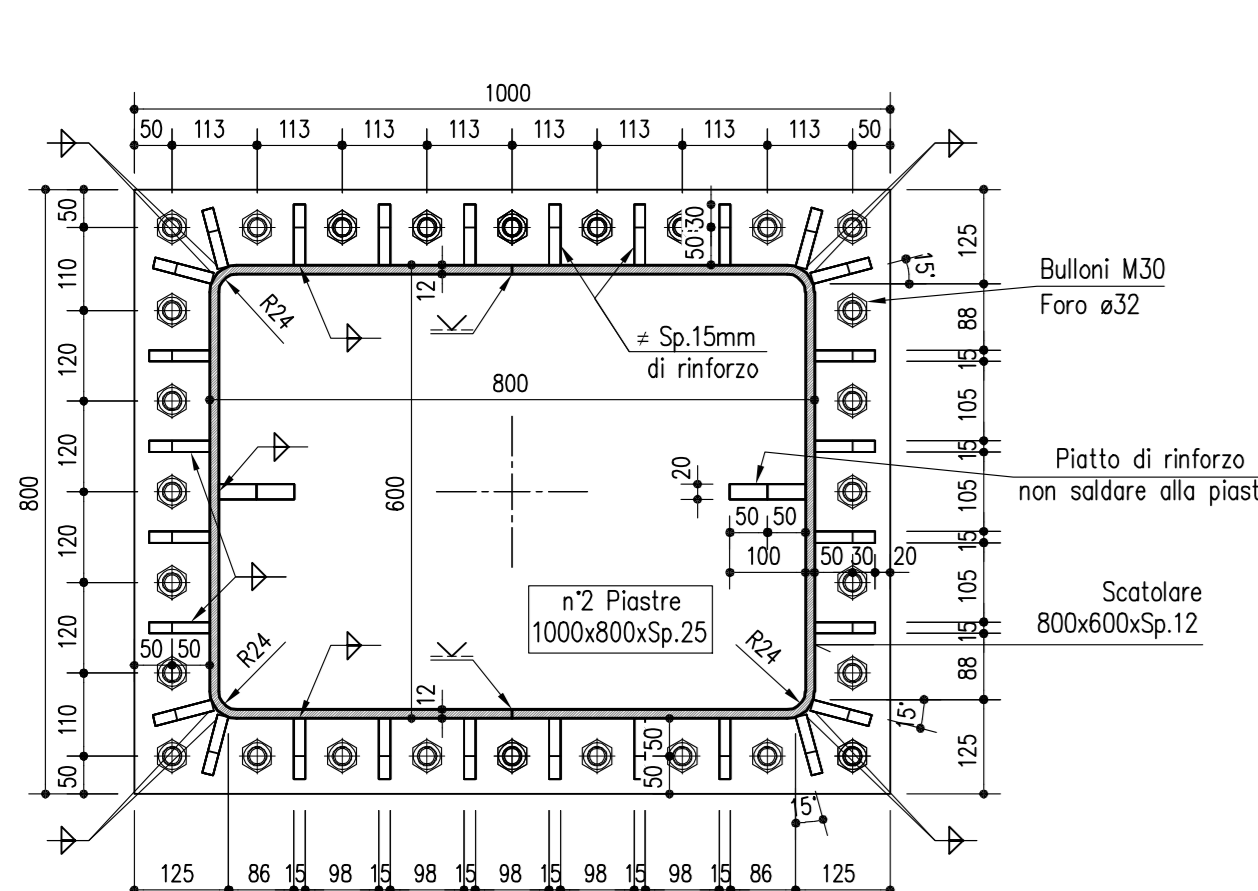 1000
50 113 113 113 113 113 113 113 113 50
50
110
120
120
120
120
110
50
800
50 30
12
R24
≠ Sp.15mm
di rinforzo
800
600
15°
Bulloni M30
Foro ø32
125
88
15
105
15
105
15
105
15
88
125
20
50 50
100 50 30 20
Piatto di rinforzo
non saldare alla piast
n°2 Piastre
1000x800xSp.25
Scatolare
800x600xSp.12
50 50
R24
12
R24
50 50
15°
15°
125 86 15 98 15 98 15 98 15 98 15 98 15 86 125